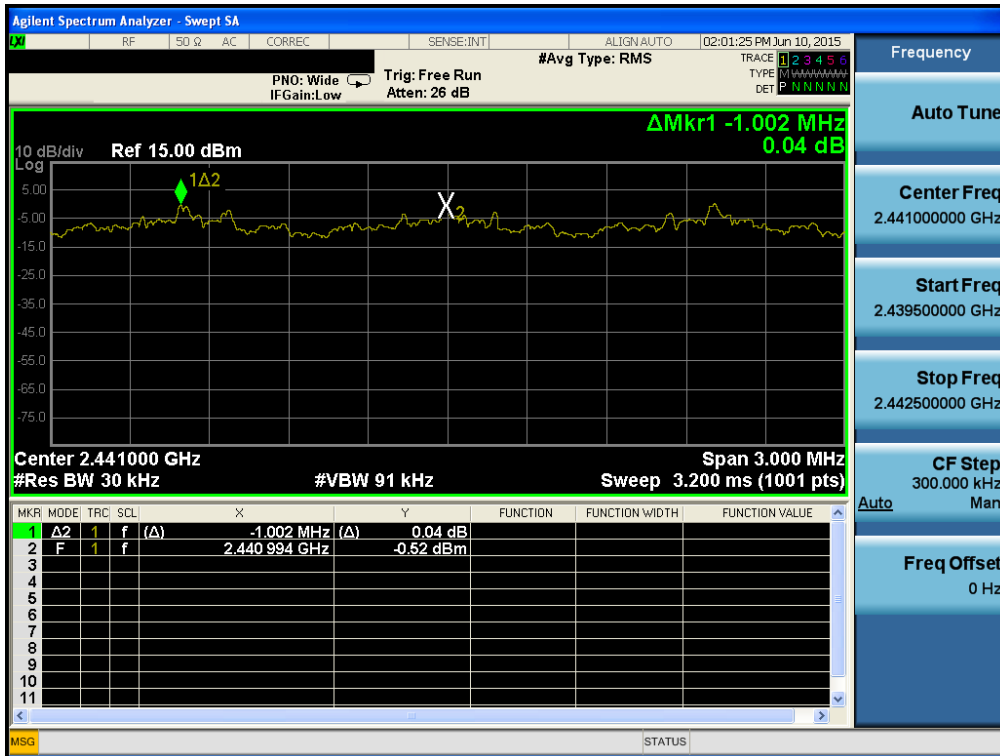 Agilent Spectrum Analyzer - Swept SA
LXI RF 50 Ω AC CORREC SENSE:INT ALIGN AUTO 02:01:25 PM Jun 10, 2015
#Avg Type: RMS TRACE 1 2 3 4 5 6
PNO: Wide Trig: Free Run TYPE M WWWWW
IFGain:Low Atten: 26 dB DET P N N N N N
ΔMkr1 -1.002 MHz
0.04 dB
10 dB/div Ref 15.00 dBm
Log
5.00
-5.00
-15.0
-25.0
-35.0
-45.0
-55.0
-65.0
-75.0
1Δ2
X2
Center 2.441000 GHz Span 3.000 MHz
#Res BW 30 kHz #VBW 91 kHz Sweep 3.200 ms (1001 pts)
MKR MODE TRC SCL X Y FUNCTION FUNCTION WIDTH FUNCTION VALUE
1 Δ2 1 f (Δ) -1.002 MHz (Δ) 0.04 dB
2 F 1 f 2.440 994 GHz -0.52 dBm
3
4
5
6
7
8
9
10
11
MSG STATUS
Frequency
Auto Tune
Center Freq
2.441000000 GHz
Start Freq
2.439500000 GHz
Stop Freq
2.442500000 GHz
CF Step
300.000 kHz
Auto Man
Freq Offset
0 Hz